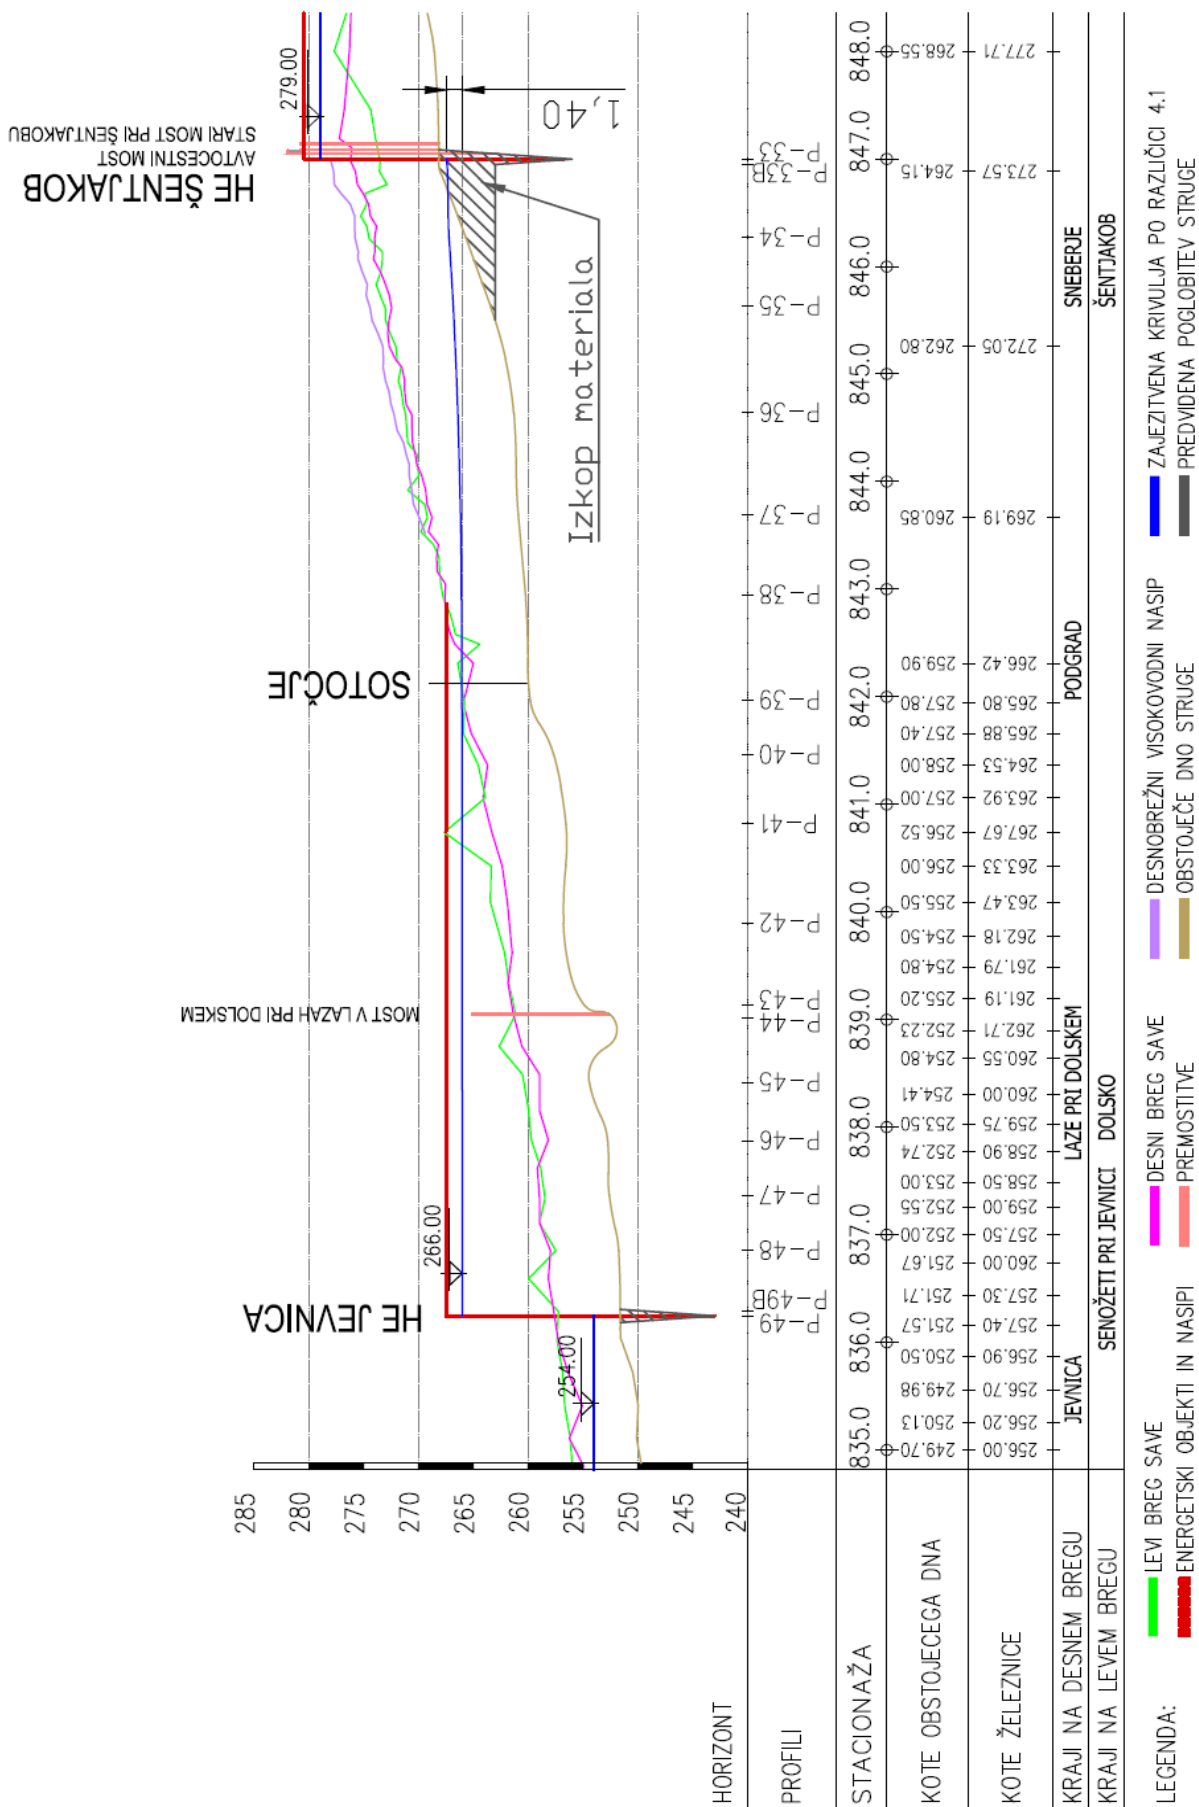 STARI MOST PRI ŠENTJAKOBU
AVTOCESTNI MOST
HE ŠENTJAKOB
279.00
1,40
Izkop materiala
SOTOČJE
MOST V LAZAH PRI DOLSKEM
266.00
HE JEVNICA
254.00
285
280
275
270
265
260
255
250
245
240
HORIZONT
PROFILI
P-49
P-49B
P-48
P-47
P-46
P-45
P-44
P-43
P-42
P-41
P-40
P-39
P-38
P-37
P-36
P-35
P-34
P-33B
P-33
STACIONAŽA
835.0
836.0
837.0
838.0
839.0
840.0
841.0
842.0
843.0
844.0
845.0
846.0
847.0
848.0
KOTE OBSTOJEČEGA DNA
249.70
250.13
249.98
250.50
251.57
251.71
251.67
252.00
252.55
253.00
252.74
253.50
254.41
254.80
252.23
255.20
254.80
254.50
255.50
256.00
256.52
257.00
258.00
257.40
257.80
259.90
260.85
262.80
264.15
268.55
KOTE ŽELEZNICE
256.00
256.20
256.70
256.90
257.40
257.30
260.00
257.50
259.00
258.50
258.90
259.75
260.00
260.55
262.71
261.19
261.79
262.18
263.47
263.33
267.67
263.92
264.53
265.88
265.80
266.42
269.19
272.05
273.57
277.71
KRAJI NA DESNEM BREGU
JEVNICA
LAZE PRI DOLSKEM
PODGRAD
SNEBERJE
KRAJI NA LEVEM BREGU
SENOŽETI PRI JEVNICI
DOLSKO
ŠENTJAKOB
LEGENDA:
LEVI BREG SAVE
DESNI BREG SAVE
DESNOBREŽNI VISOKOVODNI NASIP
ZAJEZITVENA KRIVULJA PO RAZLIČICI 4.1
ENERGETSKI OBJEKTI IN NASIPI
PREMOSTITVE
OBSTOJEČE DNO STRUGE
PREDVIDENA POGLOBITEV STRUGE